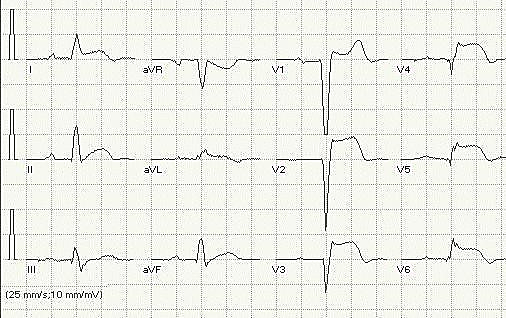 I aVR V1 V4
II aVL V2 V5
III aVF V3 V6
(25 mm/s;10 mm/mV)